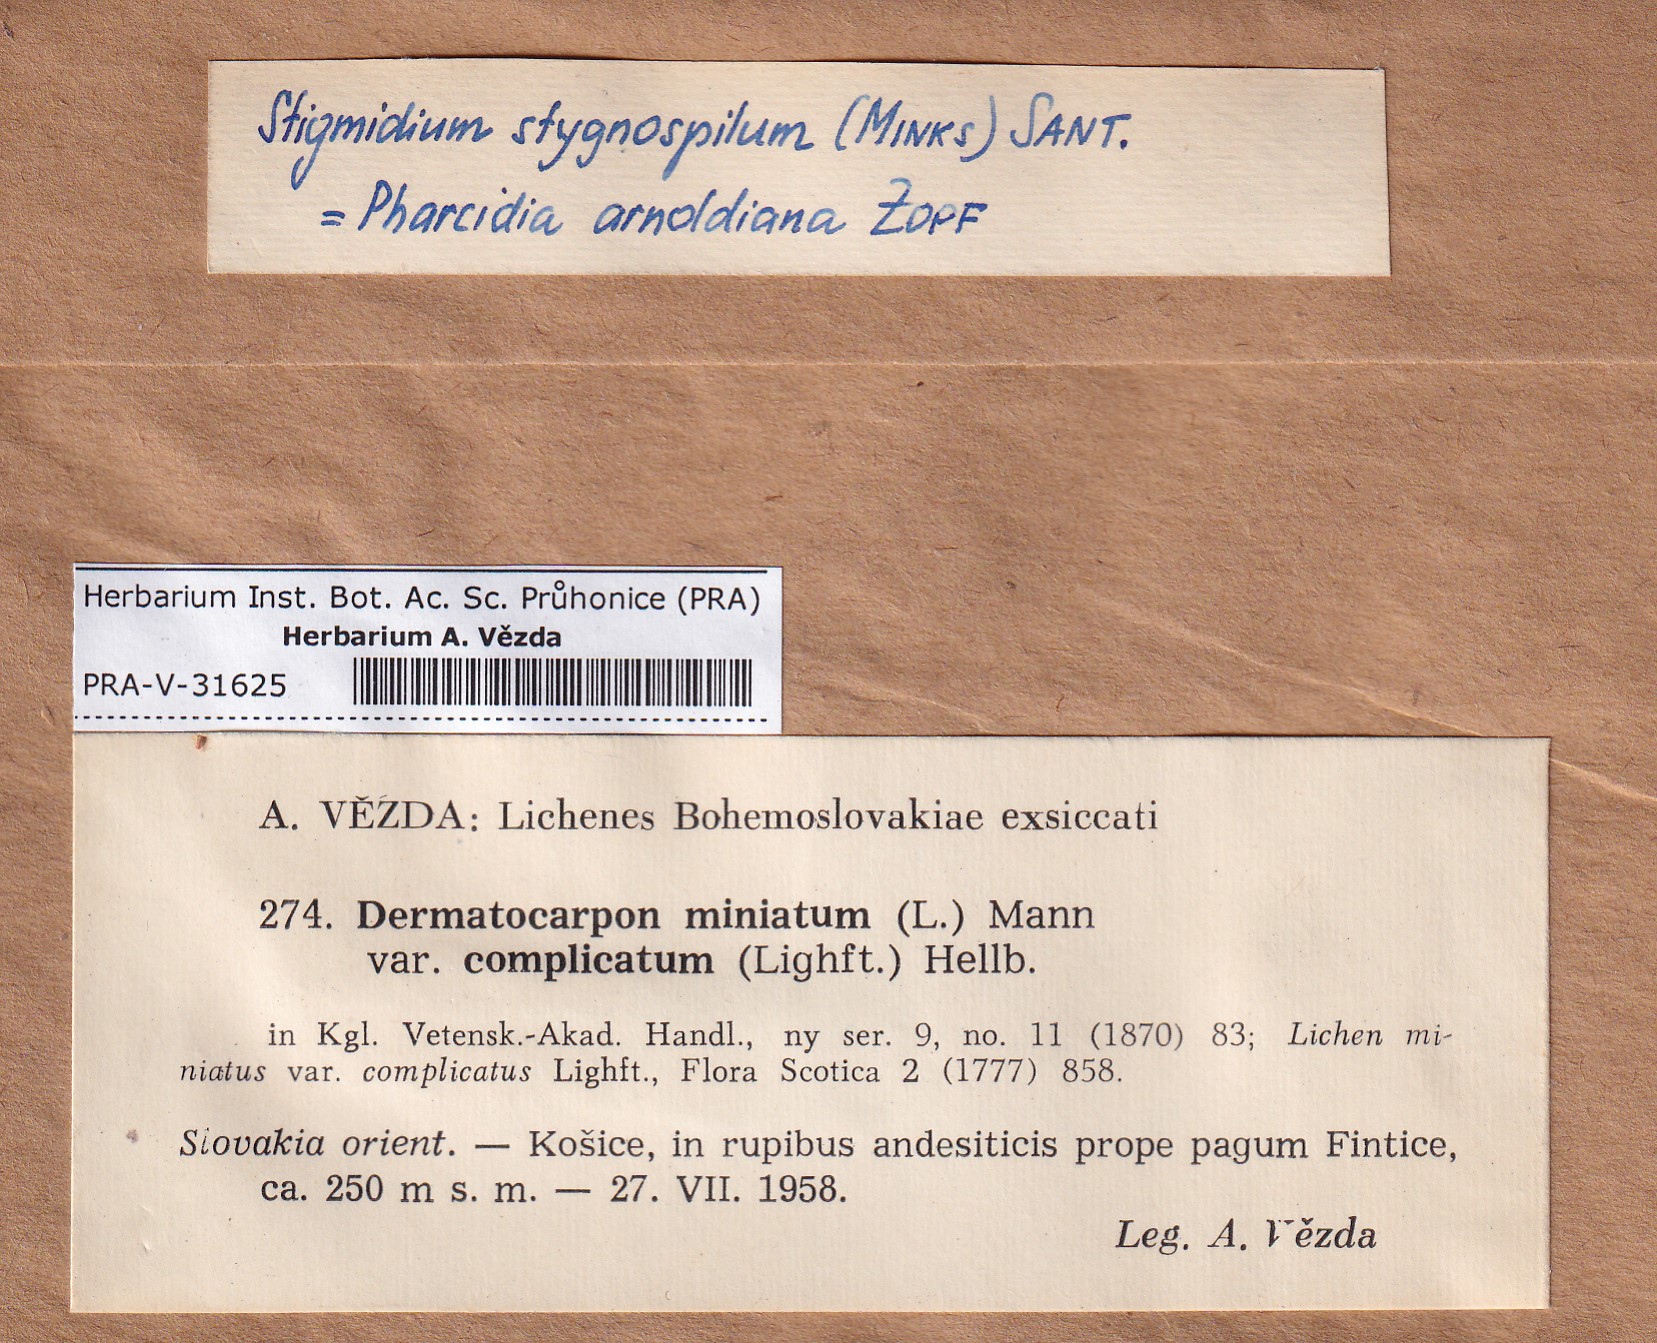 Stigmidium stygnospilum (MINKS) SANT.
= Pharcidia arnoldiana ZOPF
Herbarium Inst. Bot. Ac. Sc. Průhonice (PRA)
Herbarium A. Vězda
PRA-V-31625
A. VĚZDA: Lichenes Bohemoslovakiae exsiccati
274. Dermatocarpon miniatum (L.) Mann
var. complicatum (Lighft.) Hellb.
in Kgl. Vetensk.-Akad. Handl., ny ser. 9, no. 11 (1870) 83; Lichen mi-
niatus var. complicatus Lighft., Flora Scotica 2 (1777) 858.
Slovakia orient. — Košice, in rupibus andesiticis prope pagum Fintice,
ca. 250 m s. m. — 27. VII. 1958.
Leg. A. Vězda